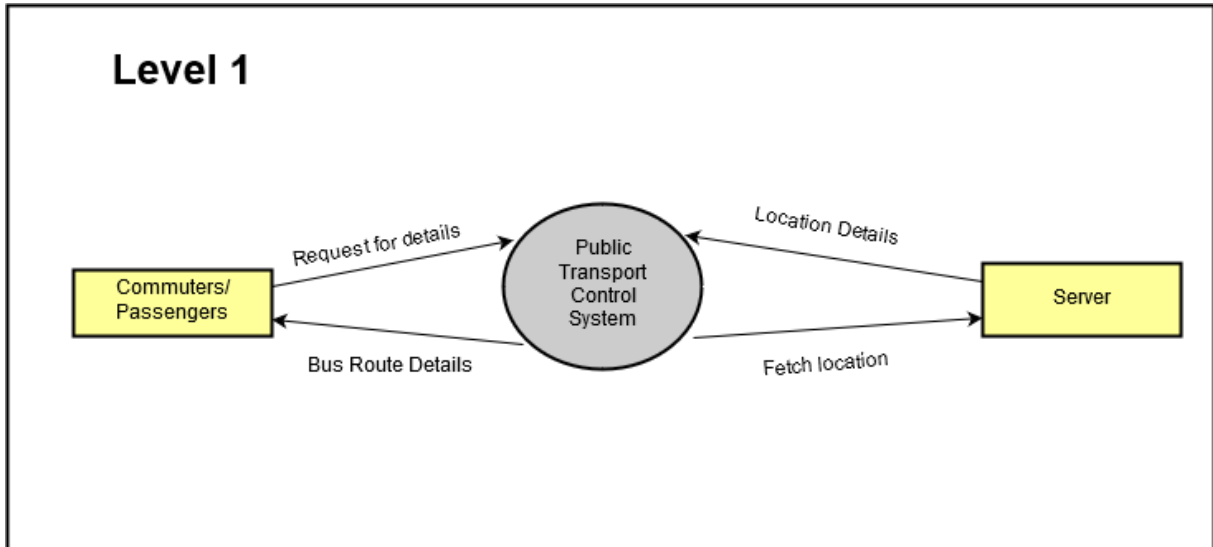 Level 1
Request for details
Location Details
Commuters/
Passengers
Public
Transport
Control
System
Server
Bus Route Details
Fetch location